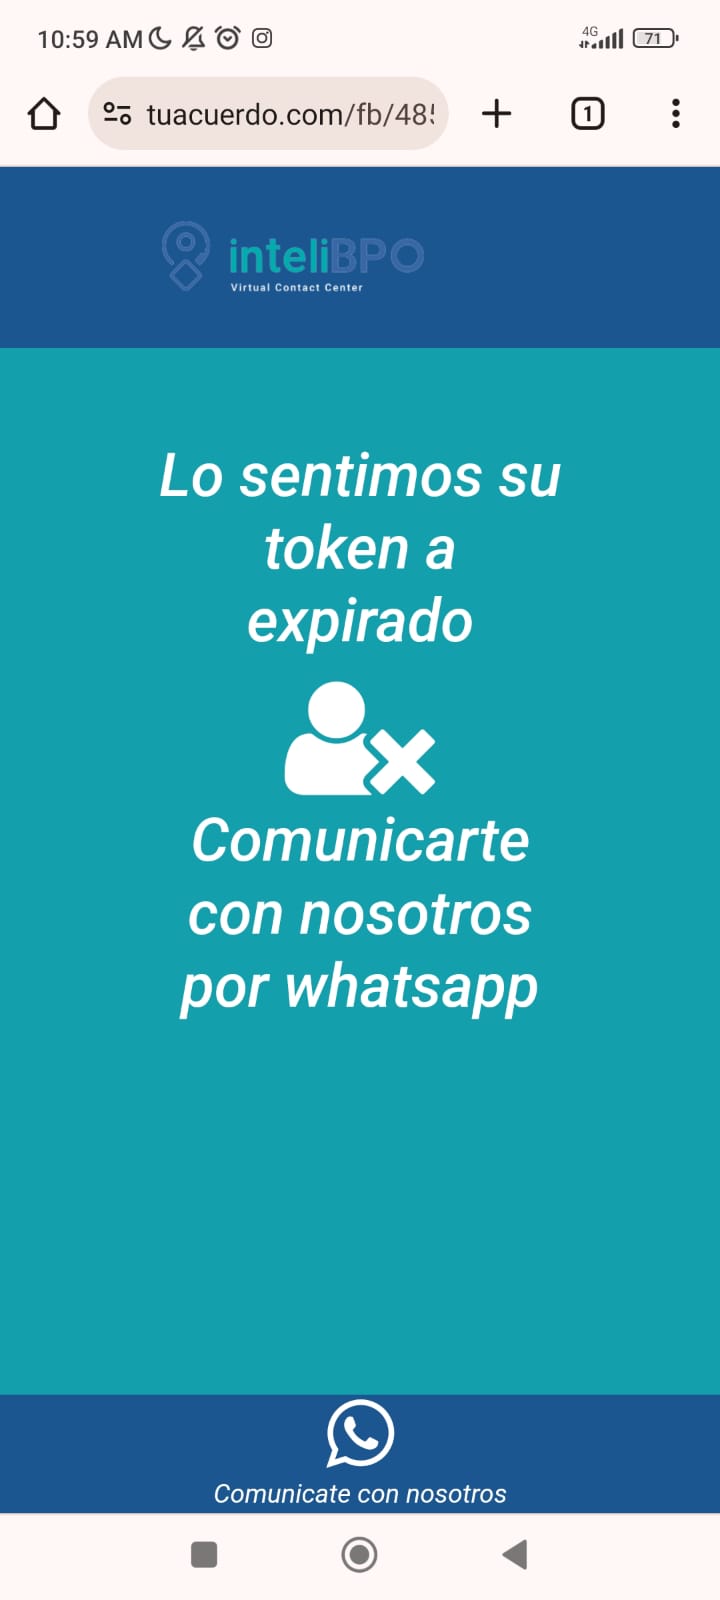 10:59 AM
4G
71
tuacuerdo.com/fb/485
1
inteliBPO
Virtual Contact Center
Lo sentimos su
token a
expirado
Comunicarte
con nosotros
por whatsapp
Comunicate con nosotros